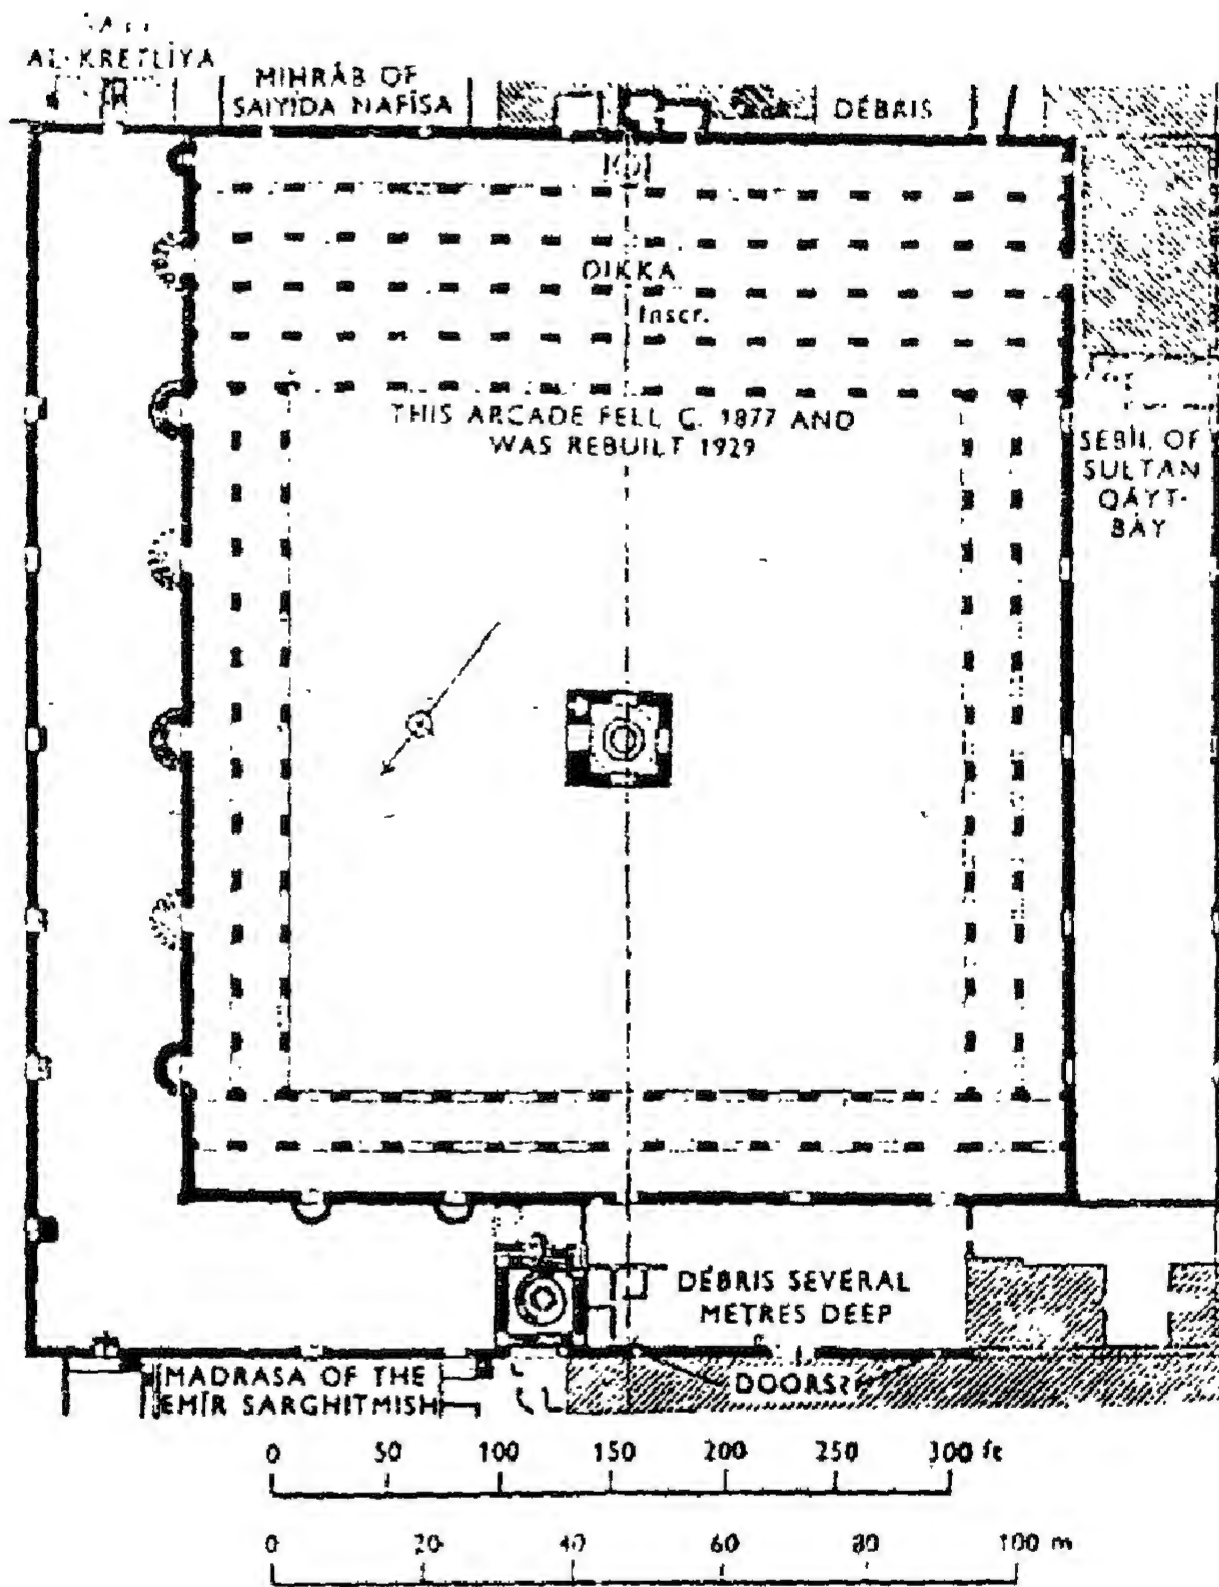 AL-KRETLÎYA
MIHRÂB OF
SAIYIDA NAFÎSA
DÉBRIS
DIKKA
Inscr.
THIS ARCADE FELL C. 1877 AND
WAS REBUILT 1929
SEBÎL OF
SULTAN
QÂYT-
BÂY
DÉBRIS SEVERAL
METRES DEEP
MADRASA OF THE
EMÎR SARGHITMISH
DOORS?
0 50 100 150 200 250 300 ft
0 20 40 60 80 100 m